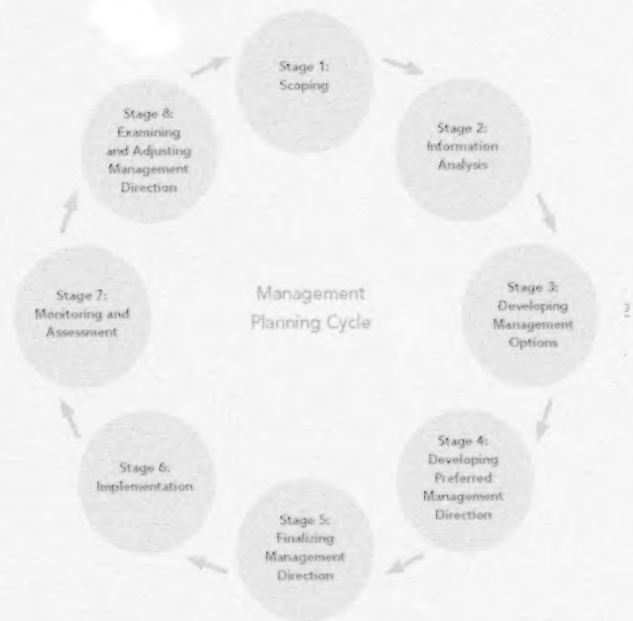 Stage 1:
Scoping
Stage 2:
Information
Analysis
Stage 3:
Developing
Management
Options
Stage 4:
Developing
Preferred
Management
Direction
Stage 5:
Finalizing
Management
Direction
Stage 6:
Implementation
Stage 7:
Monitoring and
Assessment
Stage 8:
Examining
and Adjusting
Management
Direction
Management
Planning Cycle